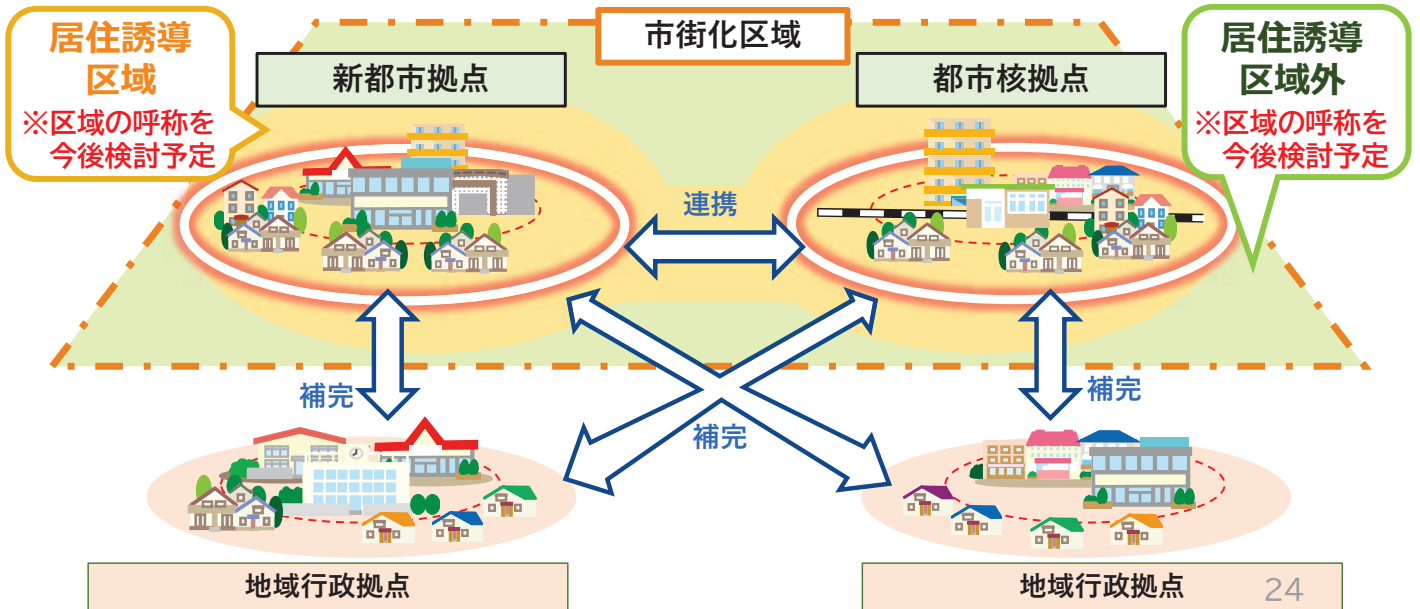 市街化区域
居住誘導
区域
※区域の呼称を
今後検討予定
新都市拠点
都市核拠点
居住誘導
区域外
※区域の呼称を
今後検討予定
連携
補完
補完
補完
地域行政拠点
地域行政拠点
24